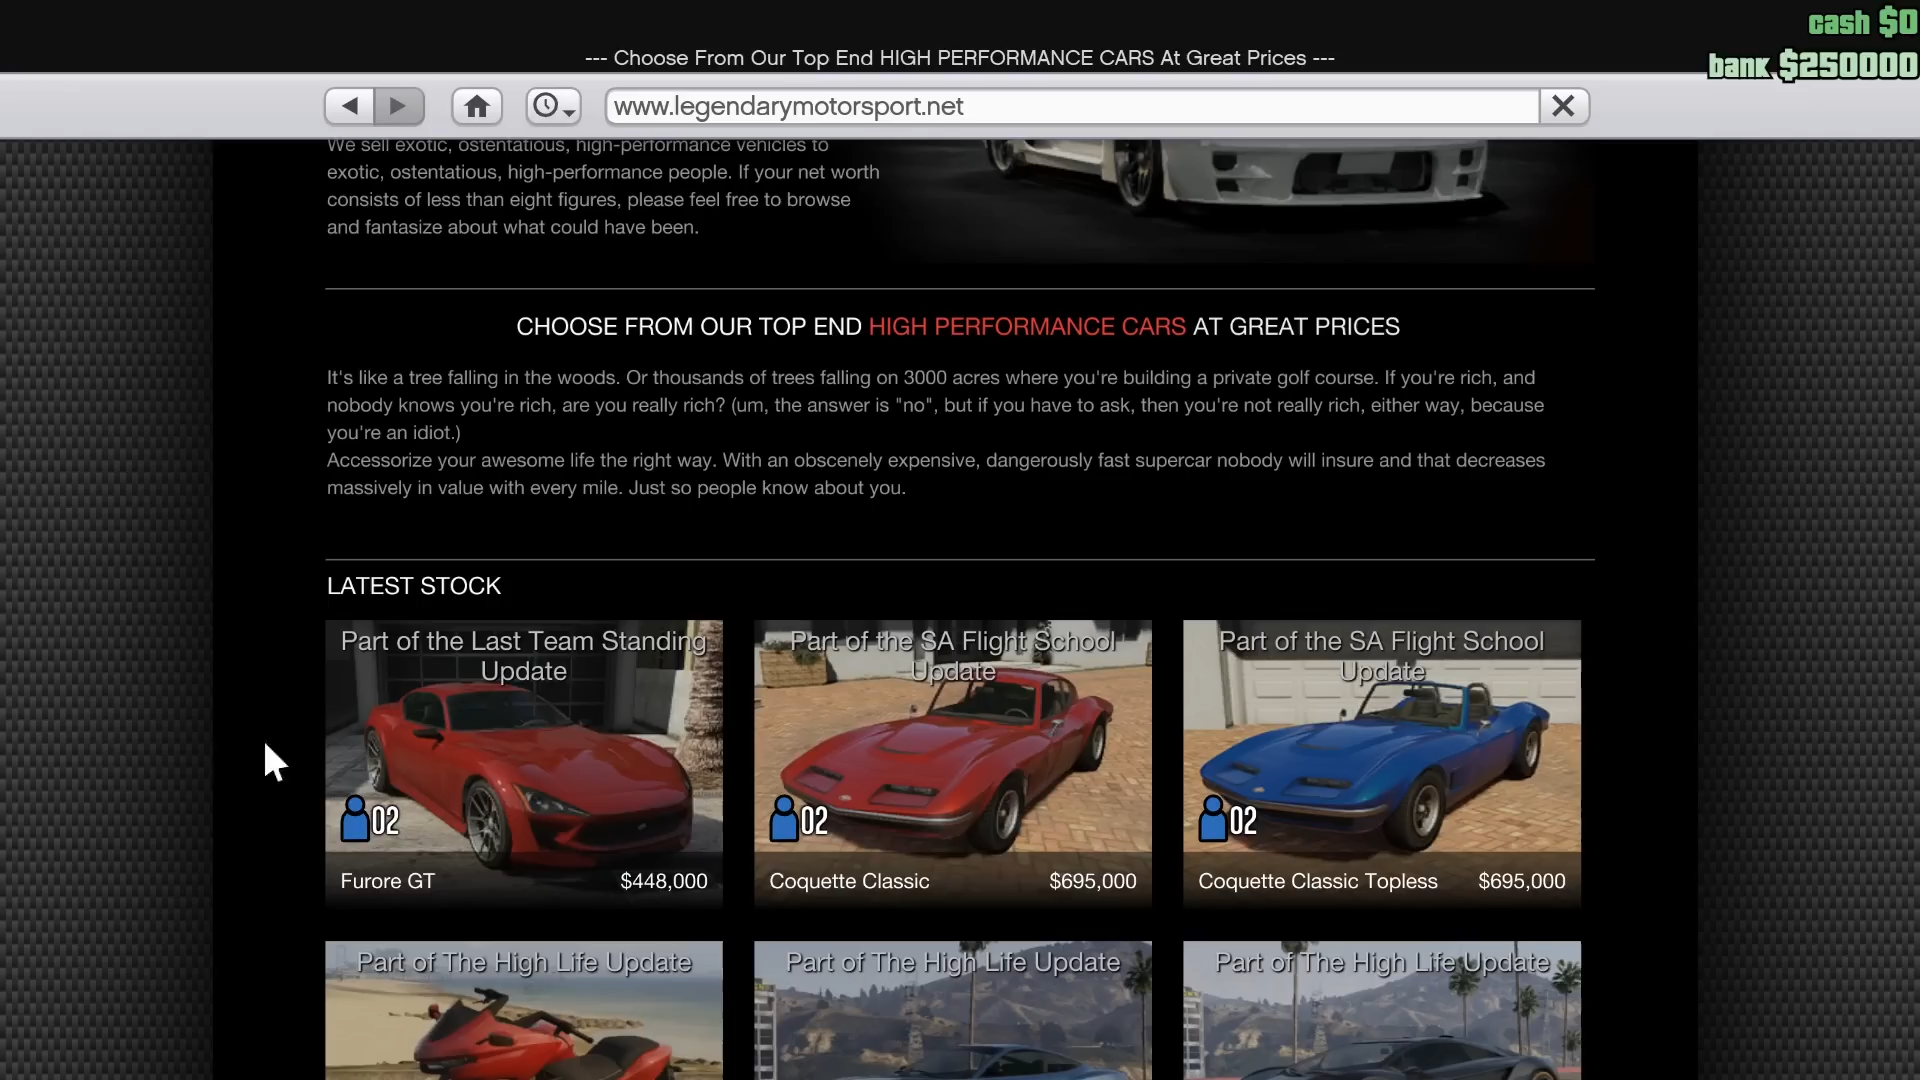 cash $0
--- Choose From Our Top End HIGH PERFORMANCE CARS At Great Prices ---
bank $250000
www.legendarymotorsport.net
We sell exotic, ostentatious, high-performance vehicles to
exotic, ostentatious, high-performance people. If your net worth
consists of less than eight figures, please feel free to browse
and fantasize about what could have been.
CHOOSE FROM OUR TOP END HIGH PERFORMANCE CARS AT GREAT PRICES
It's like a tree falling in the woods. Or thousands of trees falling on 3000 acres where you're building a private golf course. If you're rich, and
nobody knows you're rich, are you really rich? (um, the answer is "no", but if you have to ask, then you're not really rich, either way, because
you're an idiot.)
Accessorize your awesome life the right way. With an obscenely expensive, dangerously fast supercar nobody will insure and that decreases
massively in value with every mile. Just so people know about you.
LATEST STOCK
Part of the Last Team Standing
Update
02
Furore GT $448,000
Part of the SA Flight School
Update
02
Coquette Classic $695,000
Part of the SA Flight School
Update
02
Coquette Classic Topless $695,000
Part of The High Life Update
Part of The High Life Update
Part of The High Life Update